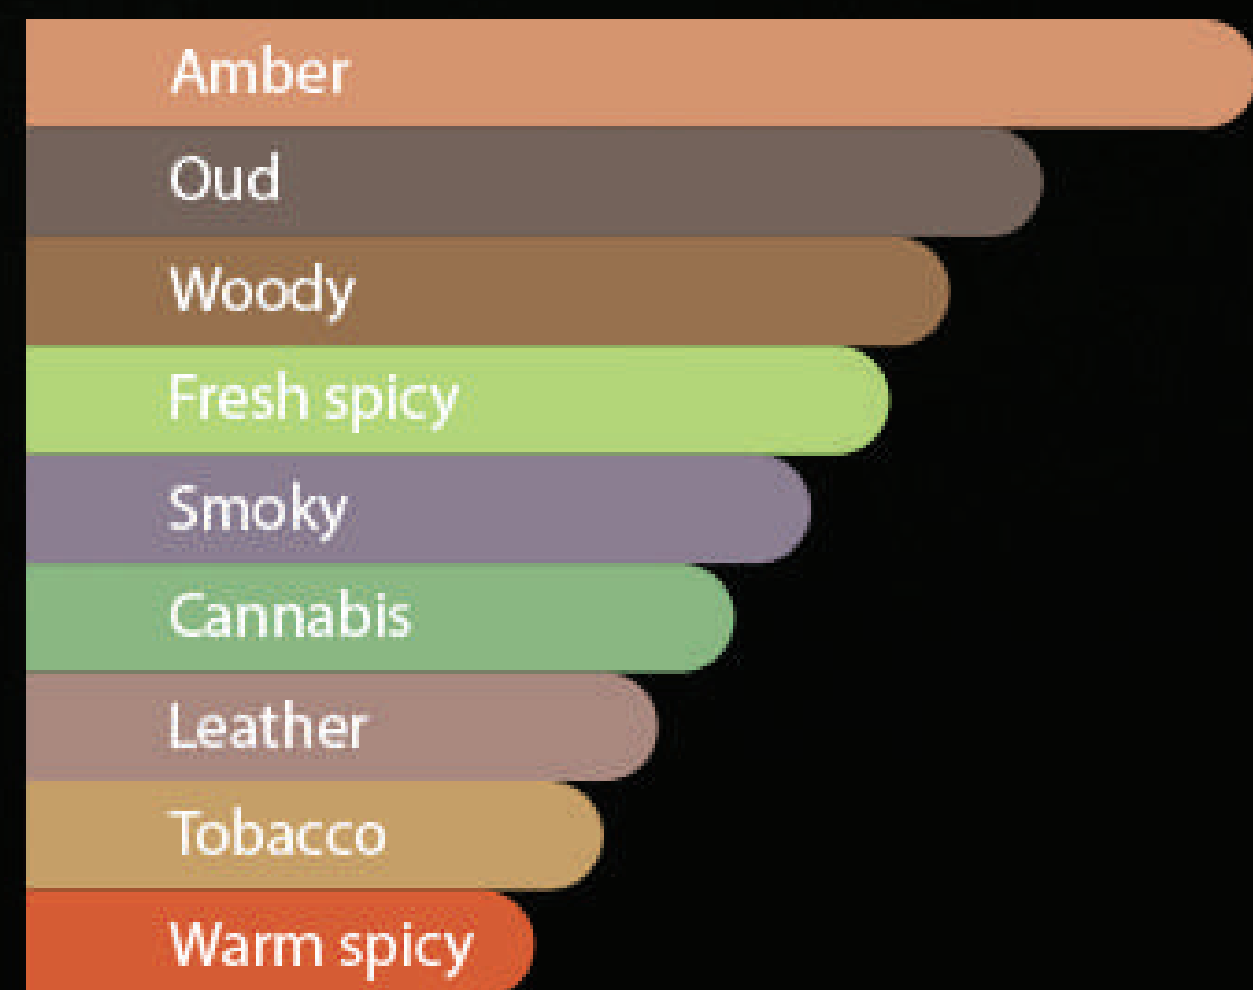 Amber
Oud
Woody
Fresh spicy
Smoky
Cannabis
Leather
Tobacco
Warm spicy